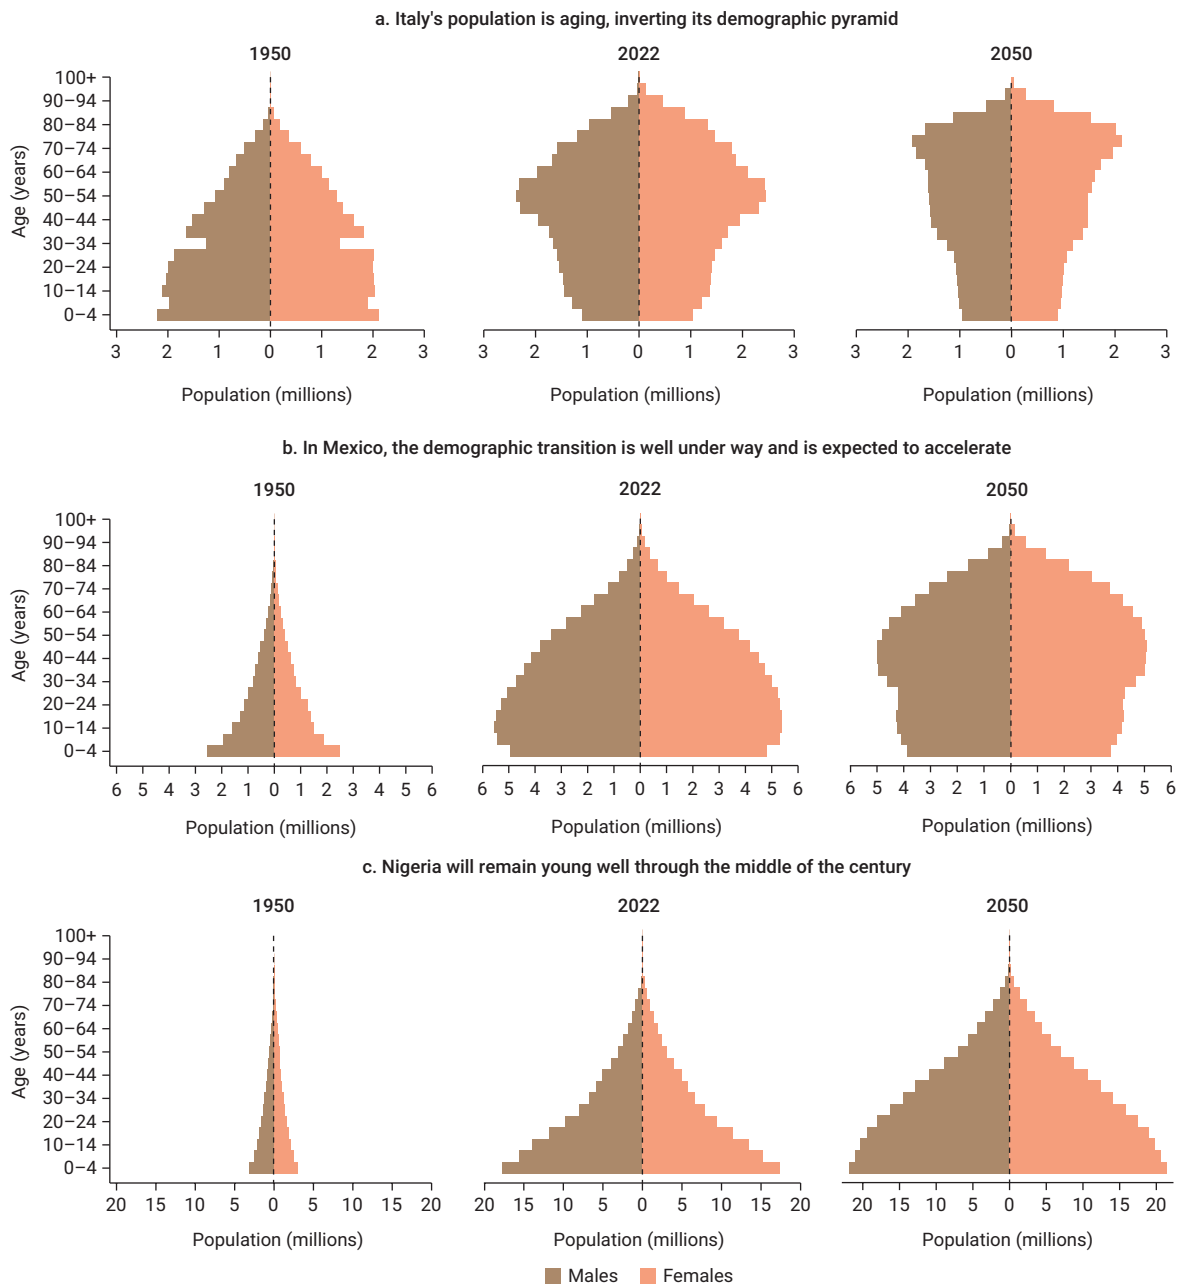 a. Italy's population is aging, inverting its demographic pyramid
1950 2022 2050
Age (years)
100+
90–94
80–84
70–74
60–64
50–54
40–44
30–34
20–24
10–14
0–4
3 2 1 0 1 2 3 3 2 1 0 1 2 3 3 2 1 0 1 2 3
Population (millions) Population (millions) Population (millions)
b. In Mexico, the demographic transition is well under way and is expected to accelerate
1950 2022 2050
Age (years)
100+
90–94
80–84
70–74
60–64
50–54
40–44
30–34
20–24
10–14
0–4
6 5 4 3 2 1 0 1 2 3 4 5 6 6 5 4 3 2 1 0 1 2 3 4 5 6 6 5 4 3 2 1 0 1 2 3 4 5 6
Population (millions) Population (millions) Population (millions)
c. Nigeria will remain young well through the middle of the century
1950 2022 2050
Age (years)
100+
90–94
80–84
70–74
60–64
50–54
40–44
30–34
20–24
10–14
0–4
20 15 10 5 0 5 10 15 20 20 15 10 5 0 5 10 15 20 20 15 10 5 0 5 10 15 20
Population (millions) Population (millions) Population (millions)
Males Females